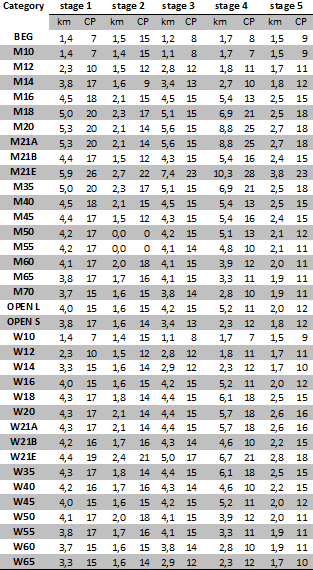 Category stage 1 stage 2 stage 3 stage 4 stage 5
km CP km CP km CP km CP km CP
BEG 1,4 7 1,5 15 1,2 8 1,7 8 1,5 9
M10 1,4 7 1,4 15 1,1 8 1,7 7 1,5 9
M12 2,3 10 1,5 12 2,8 12 1,8 11 1,7 11
M14 3,8 17 1,6 9 3,4 13 2,7 10 1,8 12
M16 4,5 18 2,1 15 4,5 15 5,4 13 2,5 15
M18 5,0 20 2,3 17 5,1 15 6,9 21 2,5 18
M20 5,3 20 2,1 14 5,6 15 8,8 25 2,7 18
M21A 5,3 20 2,1 14 5,6 15 8,8 25 2,7 18
M21B 4,4 17 1,5 12 4,3 15 5,4 16 2,4 15
M21E 5,9 26 2,7 22 7,4 23 10,3 28 3,8 23
M35 5,0 20 2,3 17 5,1 15 6,9 21 2,5 18
M40 4,5 18 2,1 15 4,5 15 5,4 13 2,5 15
M45 4,4 17 1,5 12 4,3 15 5,4 16 2,4 15
M50 4,2 17 0,0 0 4,2 15 5,1 13 2,1 12
M55 4,2 17 0,0 0 4,1 14 4,8 10 2,1 11
M60 4,1 17 2,0 18 4,1 15 3,9 12 2,0 11
M65 3,8 17 1,7 16 4,1 15 3,3 11 1,9 11
M70 3,7 15 1,6 15 3,8 14 2,8 10 1,9 11
OPEN L 4,0 15 1,6 15 4,2 15 5,2 11 2,0 12
OPEN S 3,8 17 1,6 14 3,4 13 2,3 12 1,8 12
W10 1,4 7 1,4 15 1,1 8 1,7 7 1,5 9
W12 2,3 10 1,5 12 2,8 12 1,8 11 1,7 11
W14 3,3 15 1,6 14 2,9 12 2,3 12 1,7 10
W16 4,0 15 1,6 15 4,2 15 5,2 11 2,0 12
W18 4,3 17 1,8 14 4,4 15 6,1 18 2,5 15
W20 4,3 17 2,1 14 4,4 15 5,7 18 2,6 16
W21A 4,3 17 2,1 14 4,4 15 5,7 18 2,6 16
W21B 4,2 16 1,7 16 4,3 14 4,6 10 2,2 15
W21E 4,4 19 2,4 21 5,0 17 6,7 21 2,8 18
W35 4,3 17 1,8 14 4,4 15 6,1 18 2,5 15
W40 4,2 16 1,7 16 4,3 14 4,6 10 2,2 15
W45 4,0 15 1,6 15 4,2 15 5,2 11 2,0 12
W50 4,1 17 2,0 18 4,1 15 3,9 12 2,0 11
W55 3,8 17 1,7 16 4,1 15 3,3 11 1,9 11
W60 3,7 15 1,6 15 3,8 14 2,8 10 1,9 11
W65 3,3 15 1,6 14 2,9 12 2,3 12 1,7 10